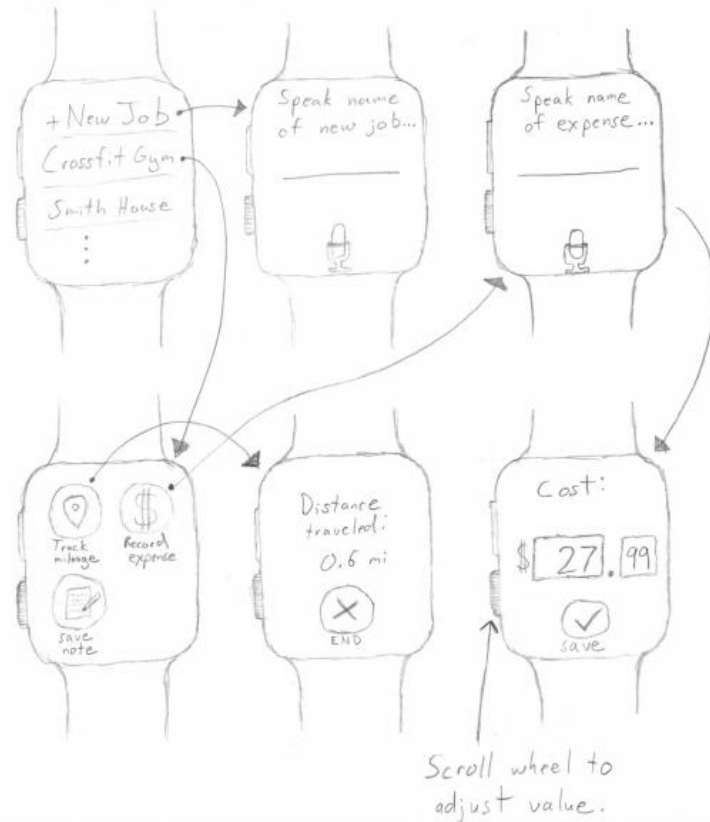 + New Job
Crossfit Gym
Smith House
Speak name
of new job...
Speak name
of expense...
Track
milage
Record
expence
save
note
Distance
traveled:
0.6 mi
END
Cost:
$ 27.99
save
Scroll wheel to
adjust value.